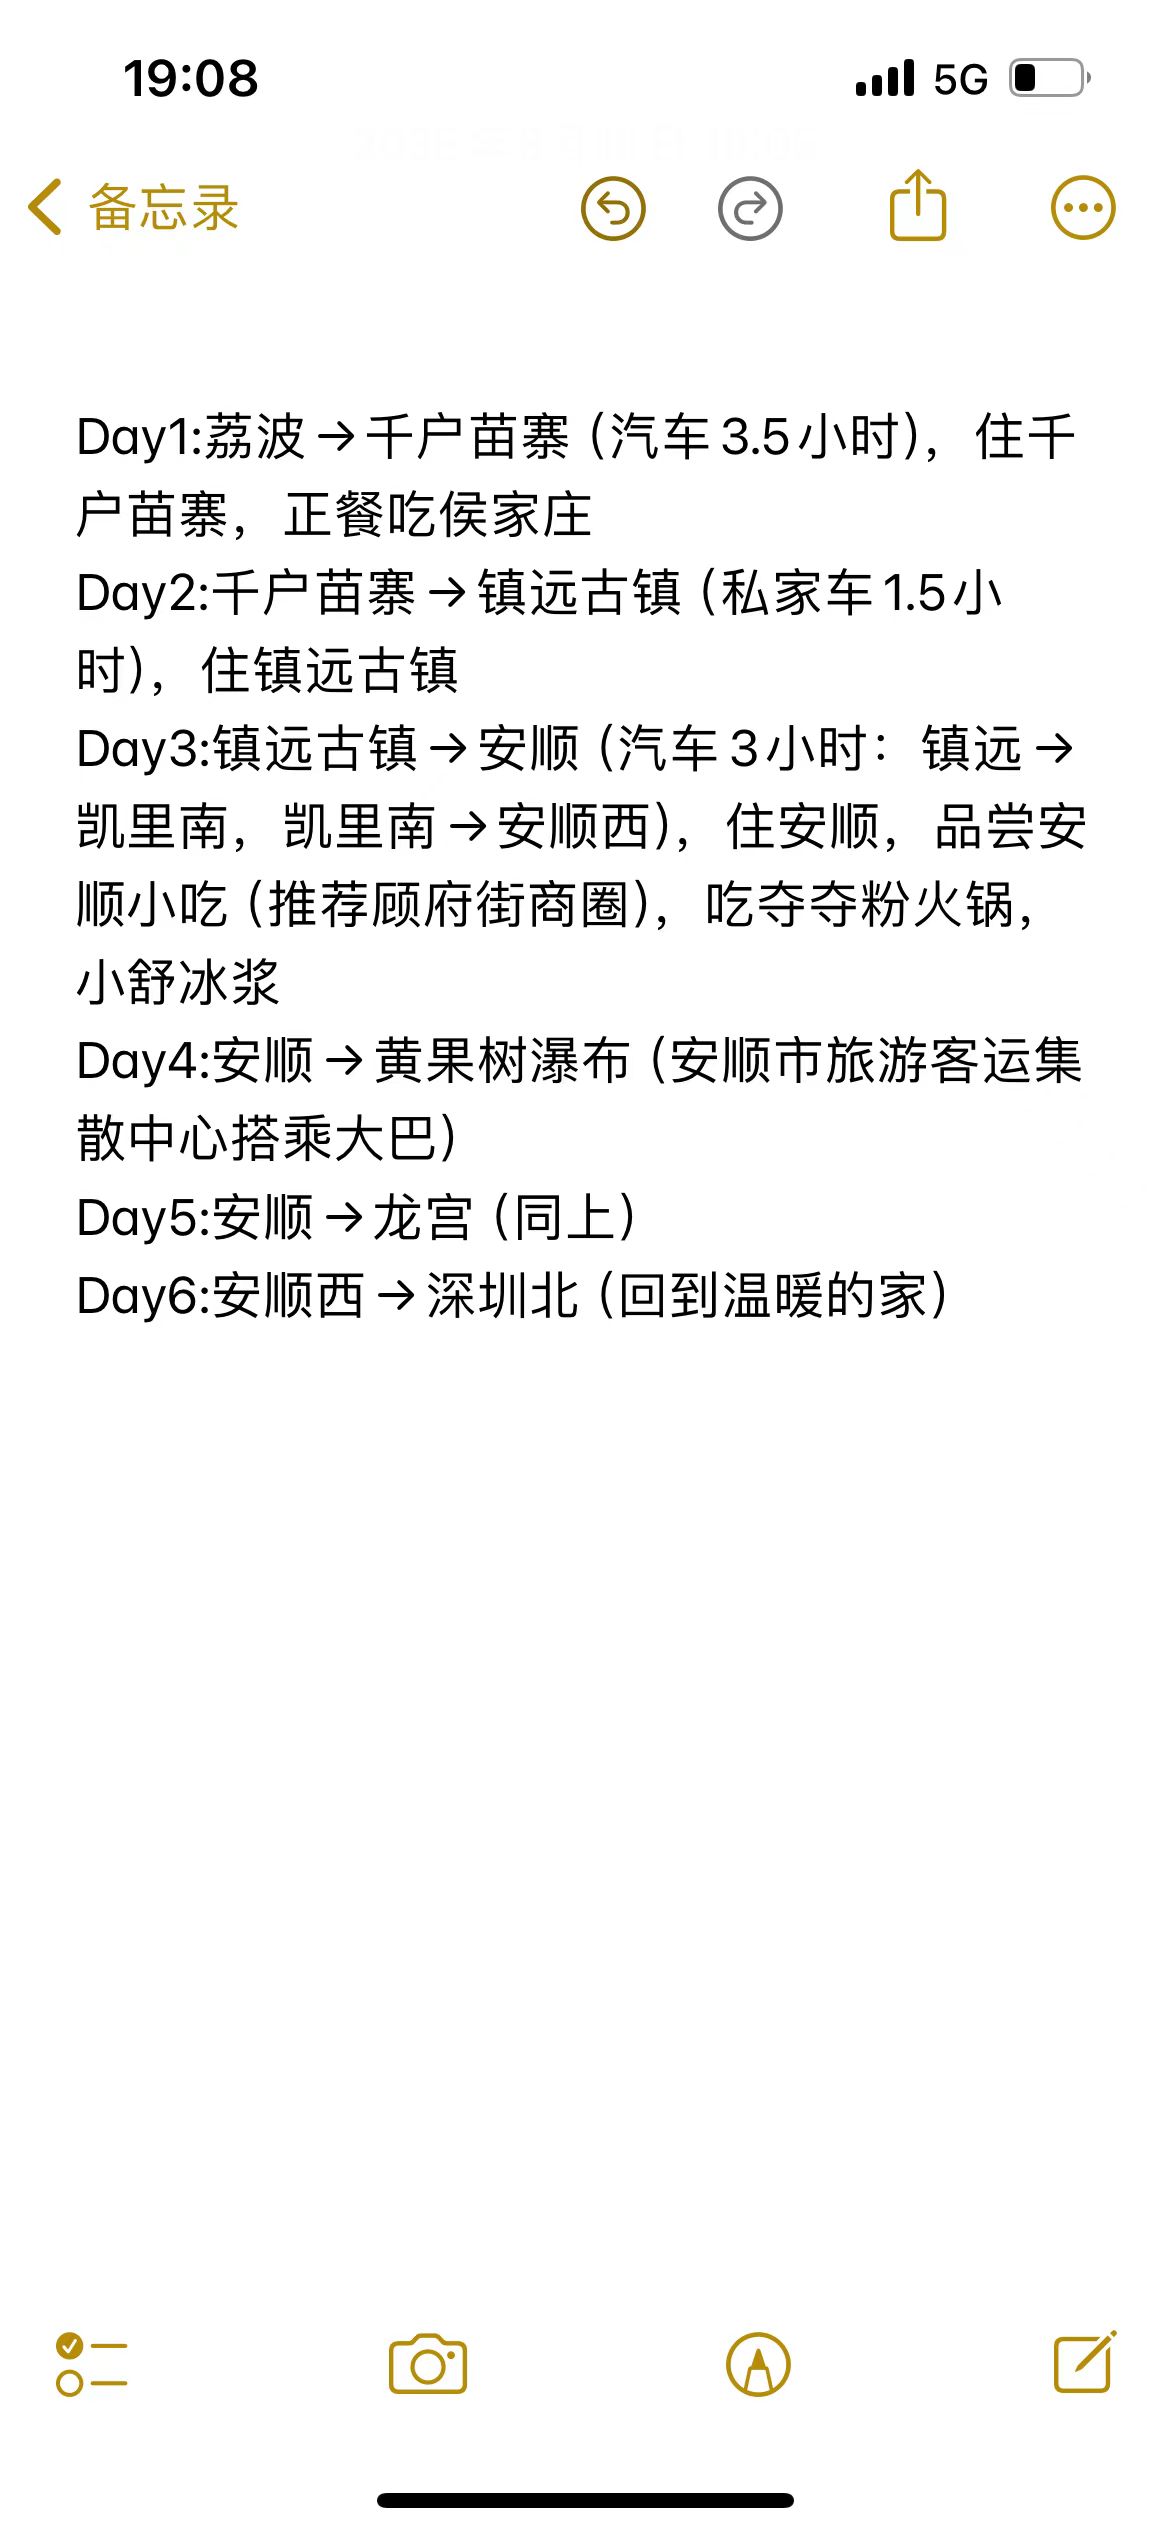 19:08
5G
备忘录
Day1:荔波→千户苗寨（汽车3.5小时），住千
户苗寨，正餐吃侯家庄
Day2:千户苗寨→镇远古镇（私家车1.5小
时），住镇远古镇
Day3:镇远古镇→安顺（汽车3小时：镇远→
凯里南，凯里南→安顺西），住安顺，品尝安
顺小吃（推荐顾府街商圈），吃夺夺粉火锅，
小舒冰浆
Day4:安顺→黄果树瀑布（安顺市旅游客运集
散中心搭乘大巴）
Day5:安顺→龙宫（同上）
Day6:安顺西→深圳北（回到温暖的家）